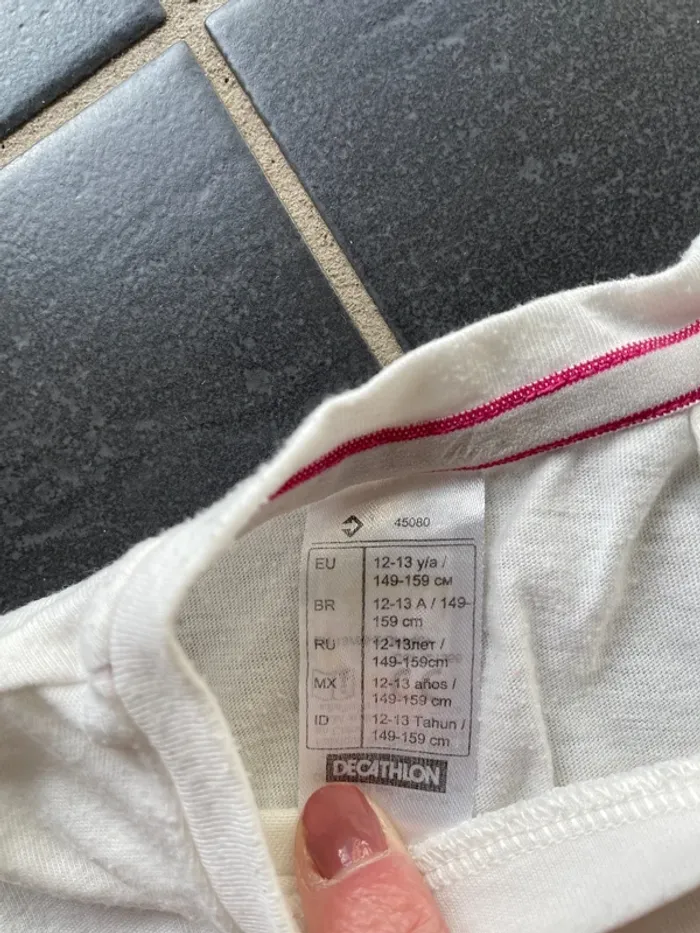 45080
EU 12-13 y/a /
149-159 см
BR 12-13 A / 149-
159 cm
RU 12-13лет /
149-159cm
MX 12-13 años /
149-159 cm
ID 12-13 Tahun /
149-159 cm
DECATHLON